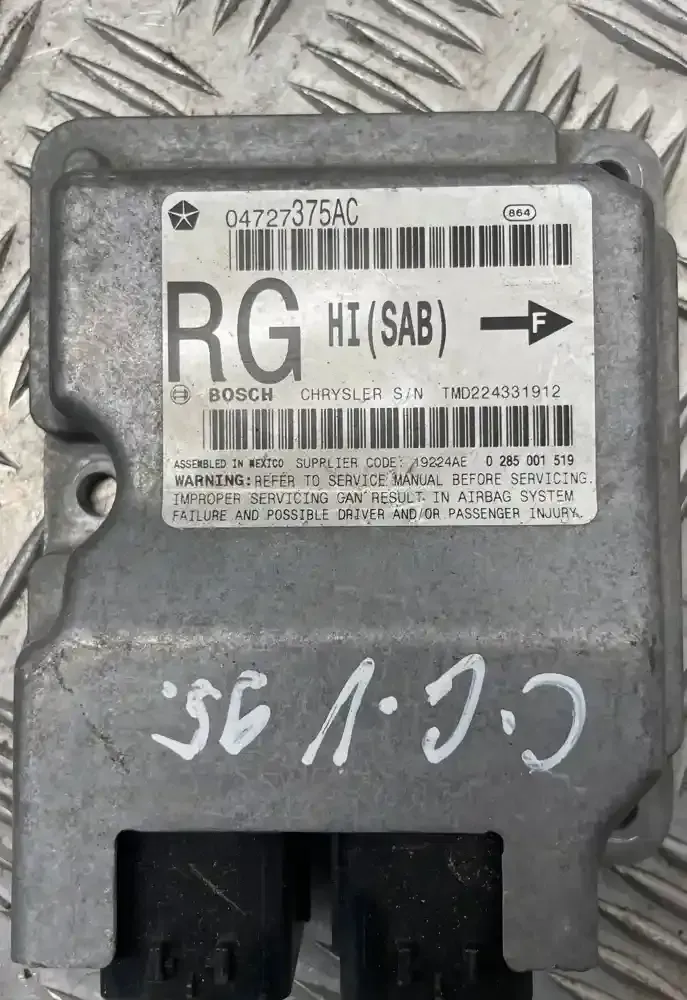 04727375AC
864
RG HI(SAB) F
BOSCH CHRYSLER S/N TMD224331912
ASSEMBLED IN MEXICO SUPPLIER CODE: 19224AE 0 285 001 519
WARNING: REFER TO SERVICE MANUAL BEFORE SERVICING.
IMPROPER SERVICING CAN RESULT IN AIRBAG SYSTEM
FAILURE AND POSSIBLE DRIVER AND/OR PASSENGER INJURY.